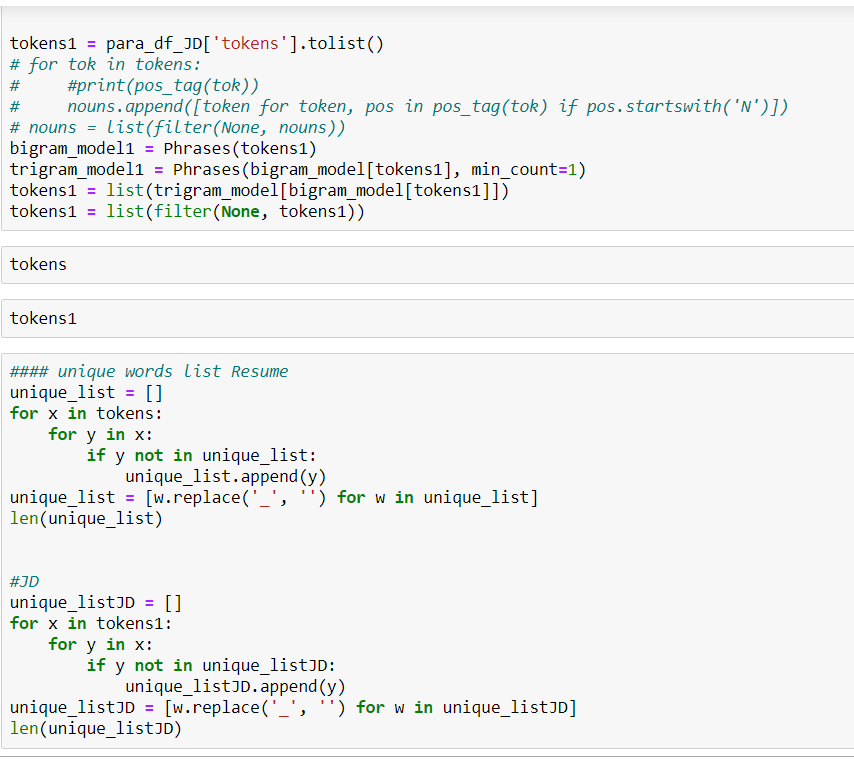 tokens1 = para_df_JD['tokens'].tolist()
# for tok in tokens:
#     #print(pos_tag(tok))
#     nouns.append([token for token, pos in pos_tag(tok) if pos.startswith('N')])
# nouns = list(filter(None, nouns))
bigram_model1 = Phrases(tokens1)
trigram_model1 = Phrases(bigram_model[tokens1], min_count=1)
tokens1 = list(trigram_model[bigram_model[tokens1]])
tokens1 = list(filter(None, tokens1))
tokens
tokens1
#### unique words list Resume
unique_list = []
for x in tokens:
    for y in x:
        if y not in unique_list:
            unique_list.append(y)
unique_list = [w.replace('_', '') for w in unique_list]
len(unique_list)
#JD
unique_listJD = []
for x in tokens1:
    for y in x:
        if y not in unique_listJD:
            unique_listJD.append(y)
unique_listJD = [w.replace('_', '') for w in unique_listJD]
len(unique_listJD)